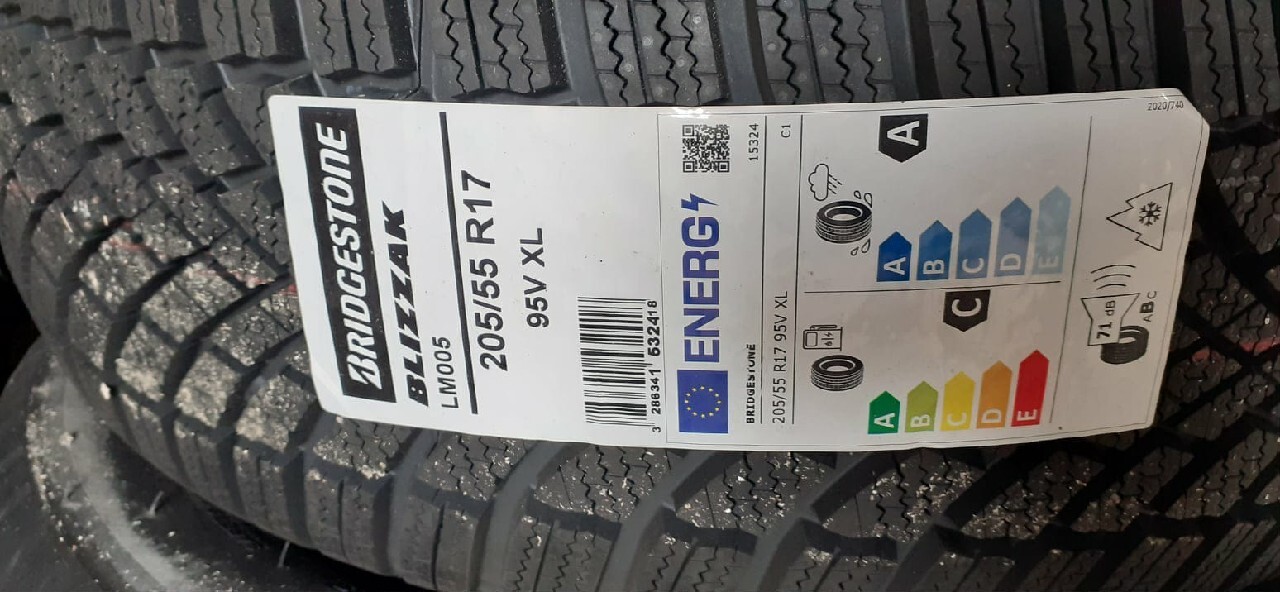 BRIDGESTONE
BLIZZAK
LM005
205/55 R17
95V XL
3 286341 532418
ENERG
BRIDGESTONE
15324
205/55 R17 95V XL
C1
A
B
C
D
E
C
A
B
C
D
E
A
71 dB
ABC
2020/740